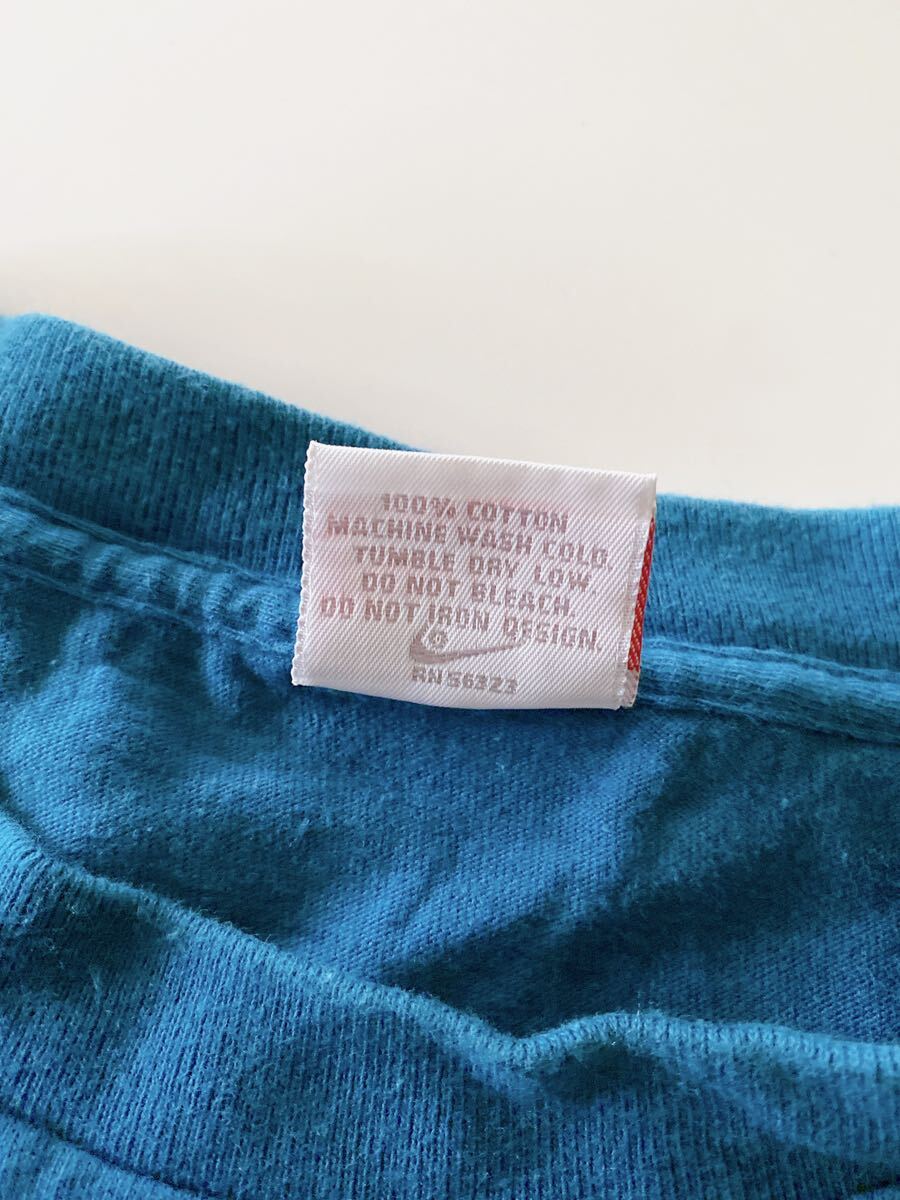 100% COTTON
MACHINE WASH COLD.
TUMBLE DRY LOW
DO NOT BLEACH.
DO NOT IRON DESIGN.
®
RN 56323